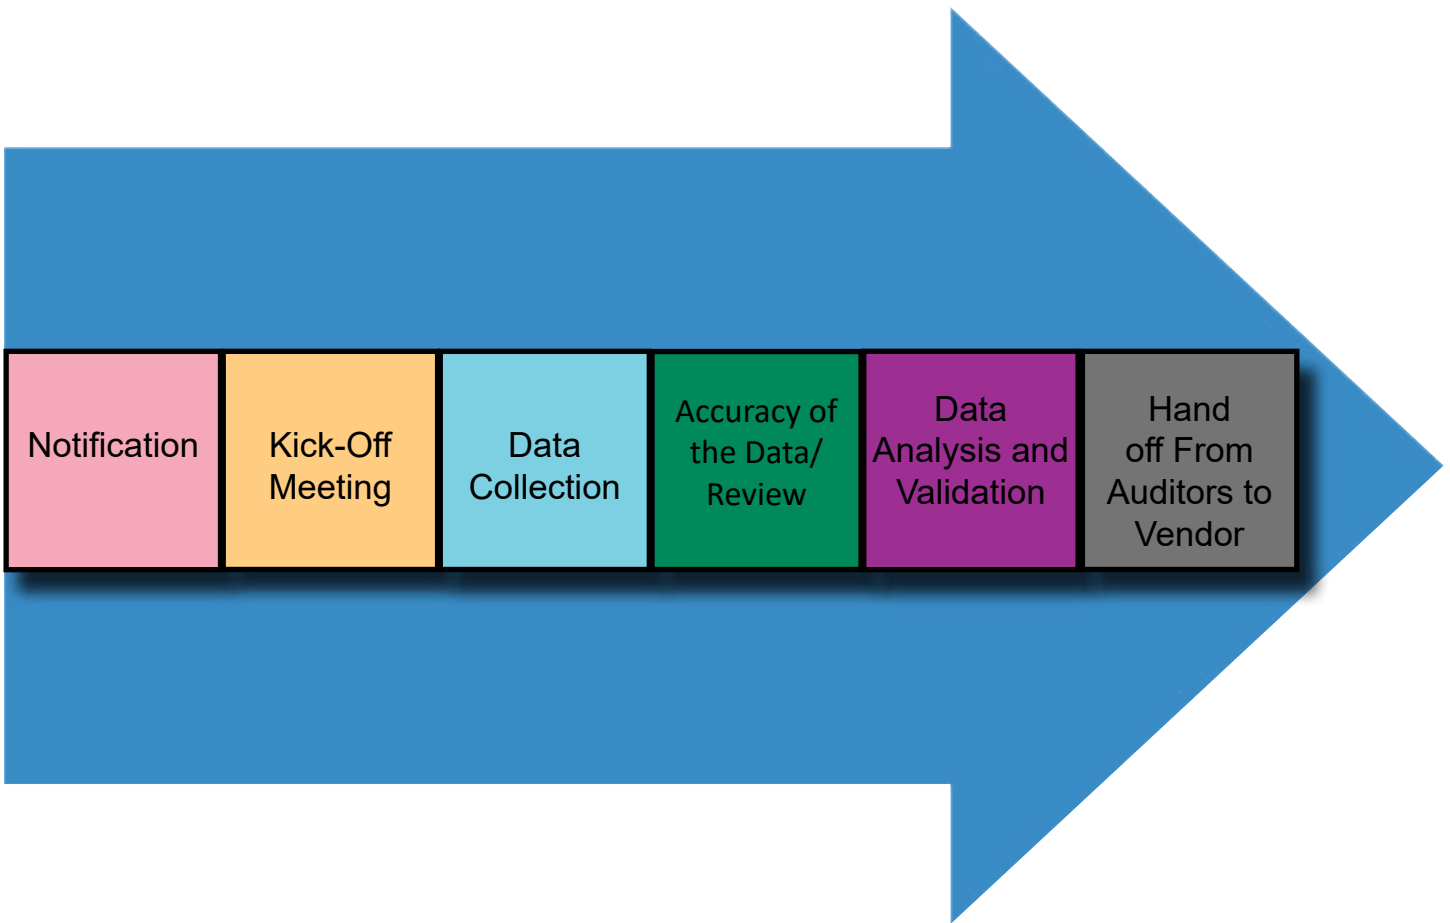 Notification
Kick-Off
Meeting
Data
Collection
Accuracy of
the Data/
Review
Data
Analysis and
Validation
Hand
off From
Auditors to
Vendor